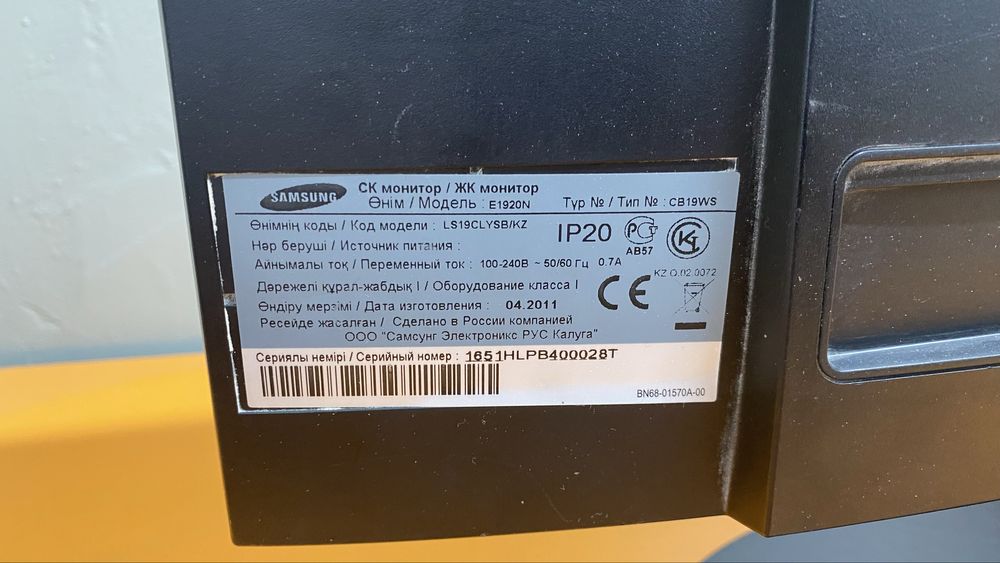 SAMSUNG
СК монитор / ЖК монитор
Өнім / Модель : E1920N Түр № / Тип № : CB19WS
Өнімнің коды / Код модели : LS19CLYSB/KZ
IP20
АВ57
Нәр беруші / Источник питания :
Айнымалы тоқ / Переменный ток : 100-240В ~ 50/60 Гц 0.7А
KZ.O.02.0072
Дәрежелі құрал-жабдық I / Оборудование класса I
CE
Өндіру мерзімі / Дата изготовления : 04.2011
Ресейде жасалған / Сделано в России компанией
ООО "Самсунг Электроникс РУС Калуга"
Сериялы немірі / Серийный номер : 1651HLPB400028T
BN68-01570A-00